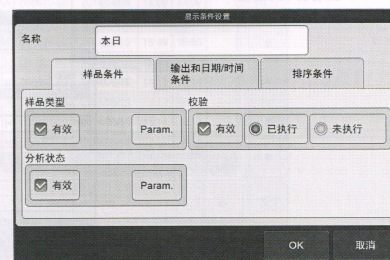 显示条件设置
名称 本日
样品条件 输出和日期/时间条件 排序条件
样品类型 校验
有效 Param. 有效 已执行 未执行
分析状态
有效 Param.
OK 取消